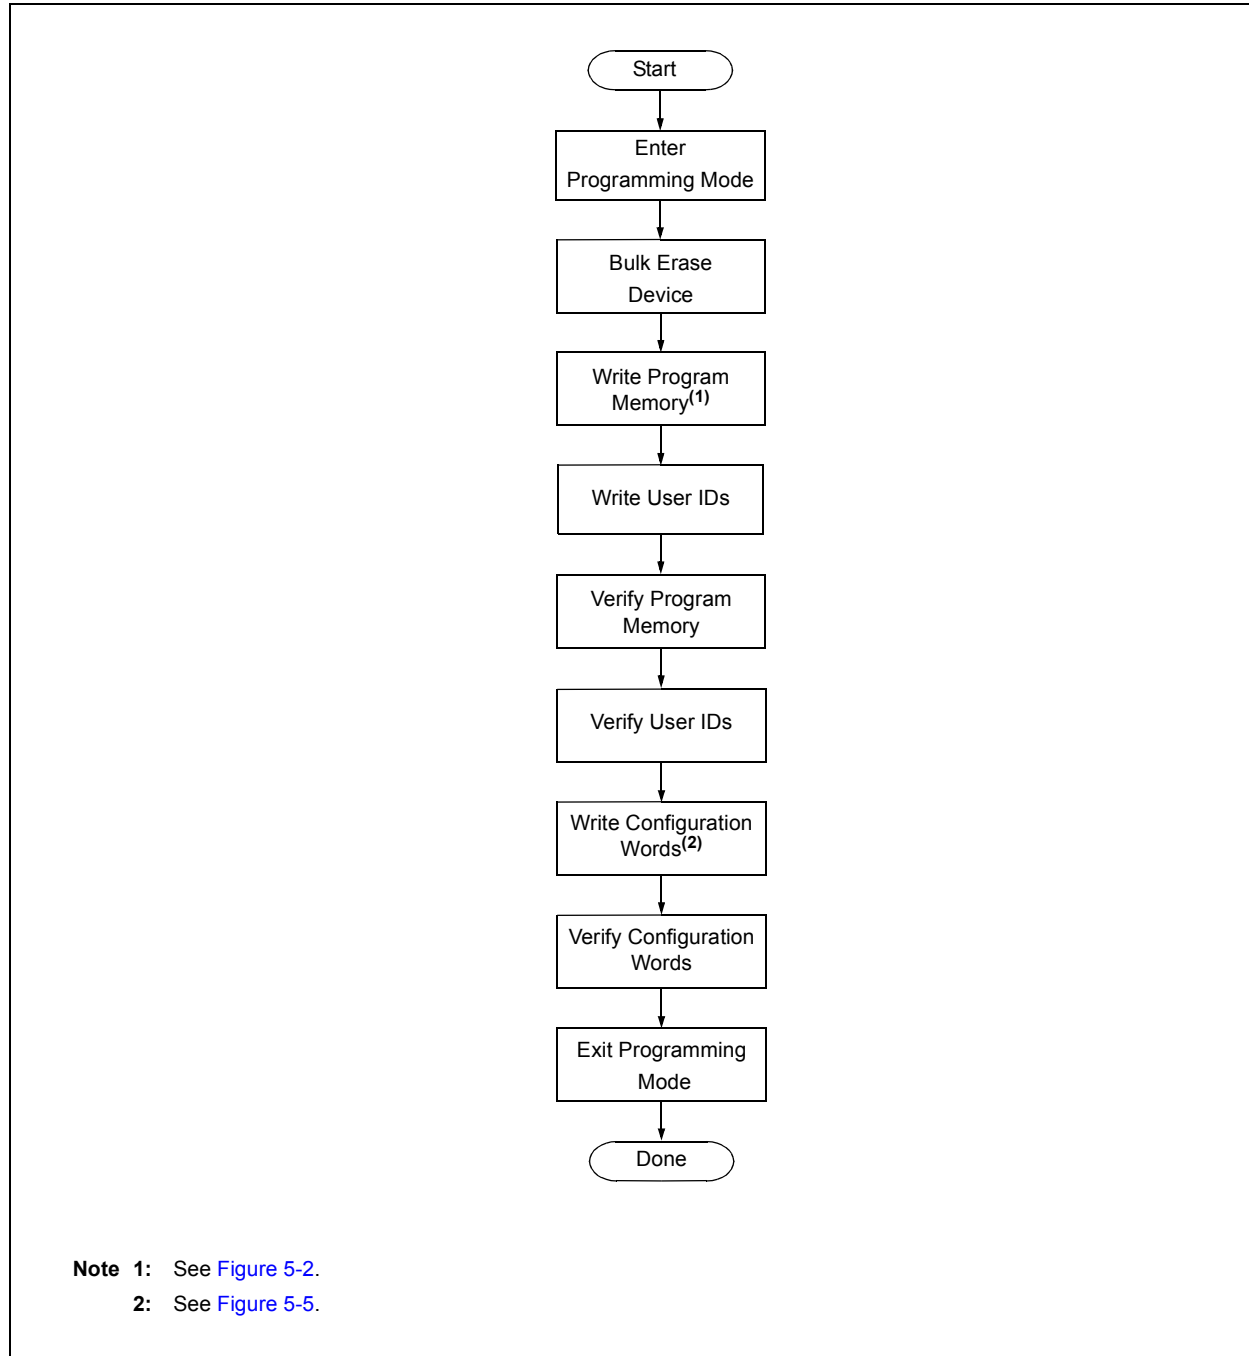 Start
Enter
Programming Mode
Bulk Erase
Device
Write Program
Memory(1)
Write User IDs
Verify Program
Memory
Verify User IDs
Write Configuration
Words(2)
Verify Configuration
Words
Exit Programming
Mode
Done
Note 1: See Figure 5-2.
2: See Figure 5-5.